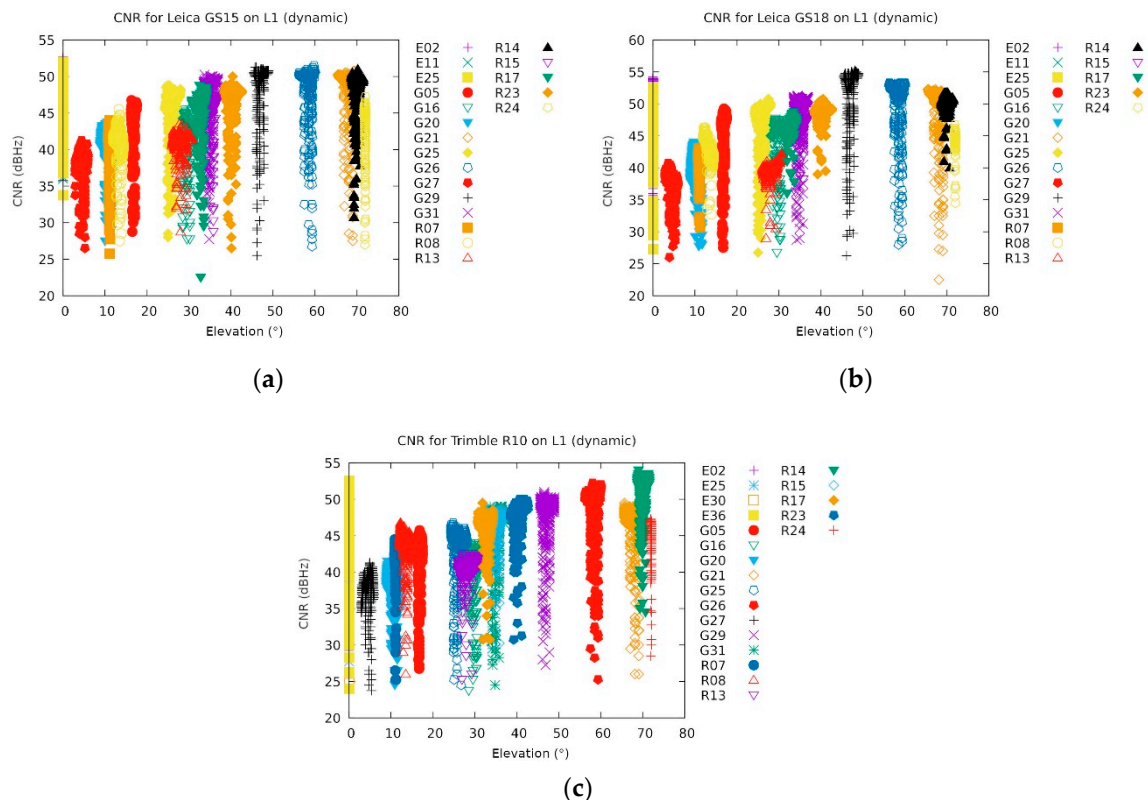 CNR for Leica GS15 on L1 (dynamic)
55
50
45
40
35
30
25
20
CNR (dBHz)
0 10 20 30 40 50 60 70 80
Elevation (°)
E02 R14
E11 R15
E25 R17
G05 R23
G16 R24
G20
G21
G25
G26
G27
G29
G31
R07
R08
R13
(a)
CNR for Leica GS18 on L1 (dynamic)
60
55
50
45
40
35
30
25
20
CNR (dBHz)
0 10 20 30 40 50 60 70 80
Elevation (°)
E02 R14
E11 R15
E25 R17
G05 R23
G16 R24
G20
G21
G25
G26
G27
G29
G31
R07
R08
R13
(b)
CNR for Trimble R10 on L1 (dynamic)
55
50
45
40
35
30
25
20
CNR (dBHz)
0 10 20 30 40 50 60 70 80
Elevation (°)
E02 R14
E25 R15
E30 R17
E36 R23
G05 R24
G16
G20
G21
G25
G26
G27
G29
G31
R07
R08
R13
(c)